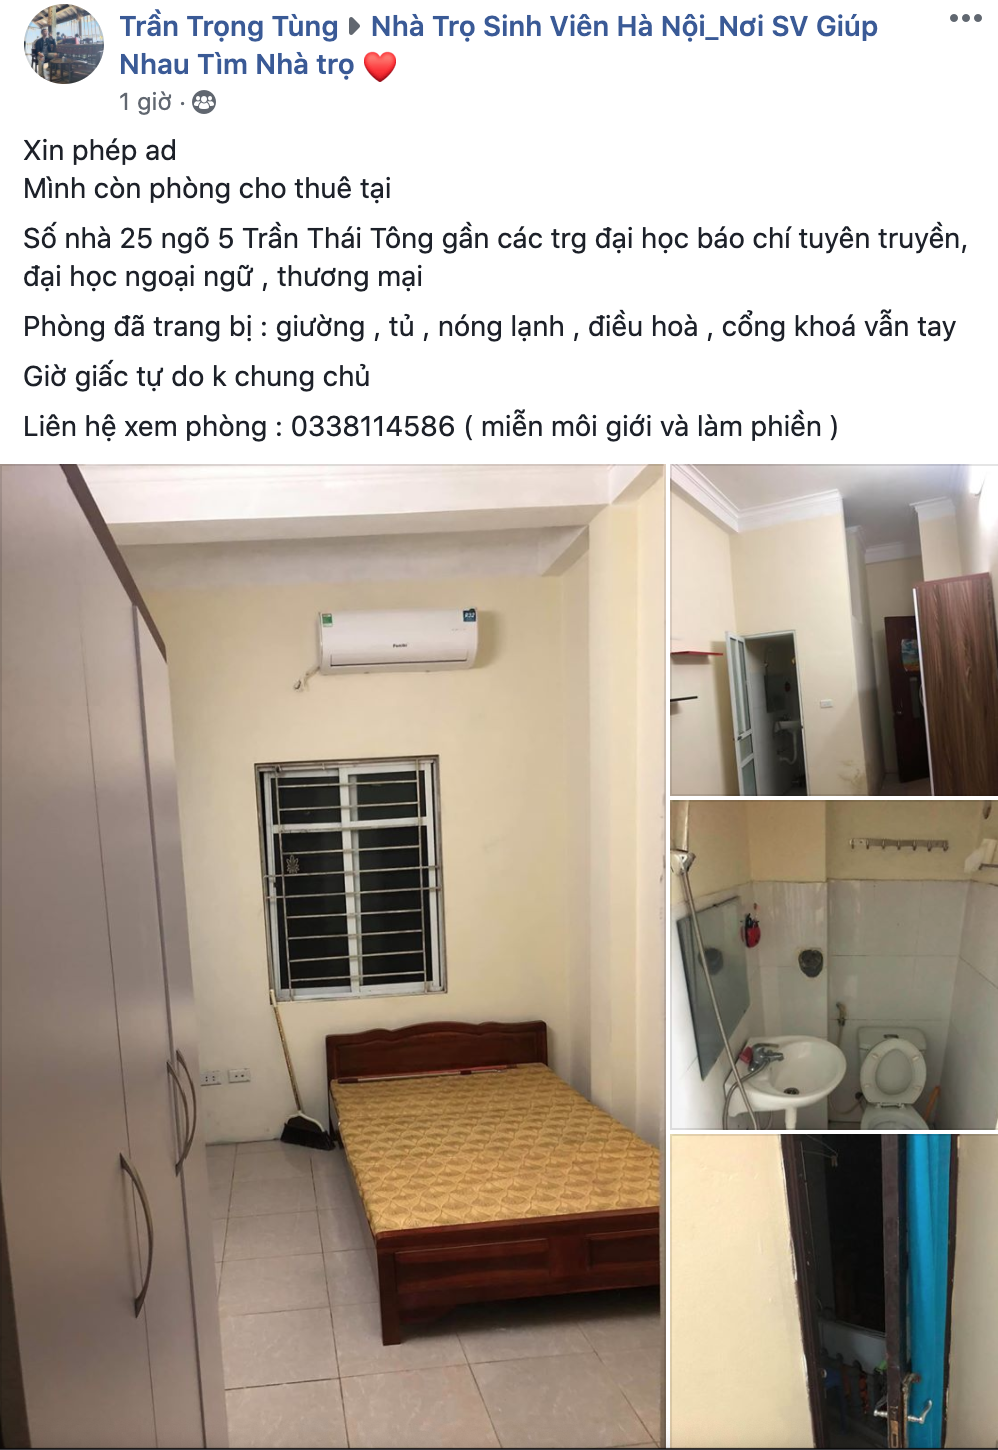 Trần Trọng Tùng ▶ Nhà Trọ Sinh Viên Hà Nội_Nơi SV Giúp
Nhau Tìm Nhà trọ ❤️
1 giờ ·
Xin phép ad
Mình còn phòng cho thuê tại
Số nhà 25 ngõ 5 Trần Thái Tông gần các trg đại học báo chí tuyên truyền,
đại học ngoại ngữ , thương mại
Phòng đã trang bị : giường , tủ , nóng lạnh , điều hoà , cổng khoá vẫn tay
Giờ giấc tự do k chung chủ
Liên hệ xem phòng : 0338114586 ( miễn môi giới và làm phiền )
R32